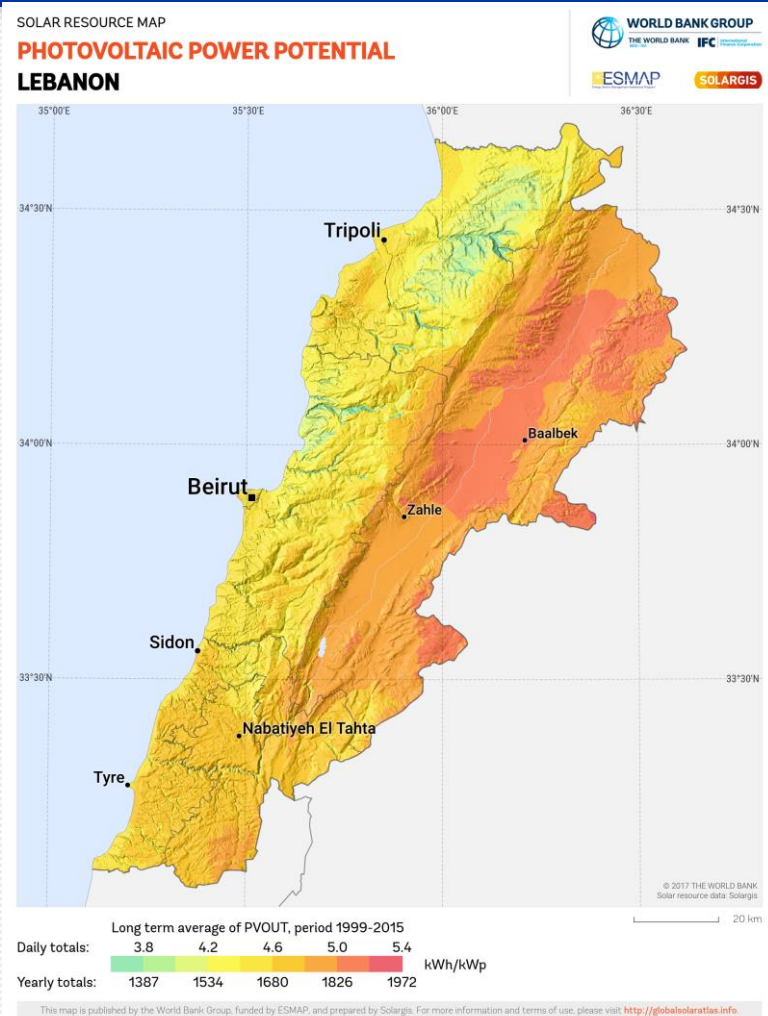 SOLAR RESOURCE MAP
PHOTOVOLTAIC POWER POTENTIAL
LEBANON
WORLD BANK GROUP
THE WORLD BANK IFC International Finance Corporation
ESMAP
SOLARGIS
35°00'E 35°30'E 36°00'E 36°30'E
34°30'N 34°30'N
Tripoli
34°00'N 34°00'N
Baalbek
Beirut
Zahle
Sidon
33°30'N 33°30'N
Nabatiyeh El Tahta
Tyre
© 2017 THE WORLD BANK
Solar resource data: Solargis
20 km
Long term average of PVOUT, period 1999-2015
Daily totals: 3.8 4.2 4.6 5.0 5.4
kWh/kWp
Yearly totals: 1387 1534 1680 1826 1972
This map is published by the World Bank Group, funded by ESMAP, and prepared by Solargis. For more information and terms of use, please visit http://globalsolaratlas.info.